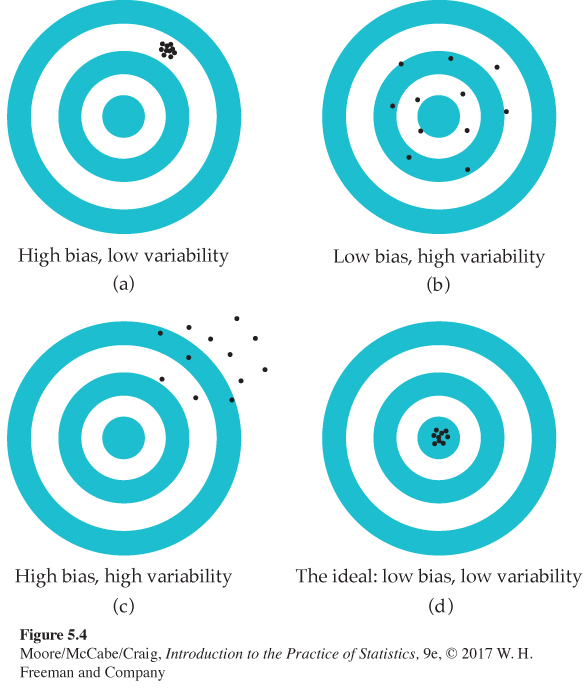 High bias, low variability
(a)
Low bias, high variability
(b)
High bias, high variability
(c)
The ideal: low bias, low variability
(d)
Figure 5.4
Moore/McCabe/Craig, Introduction to the Practice of Statistics, 9e, © 2017 W. H.
Freeman and Company